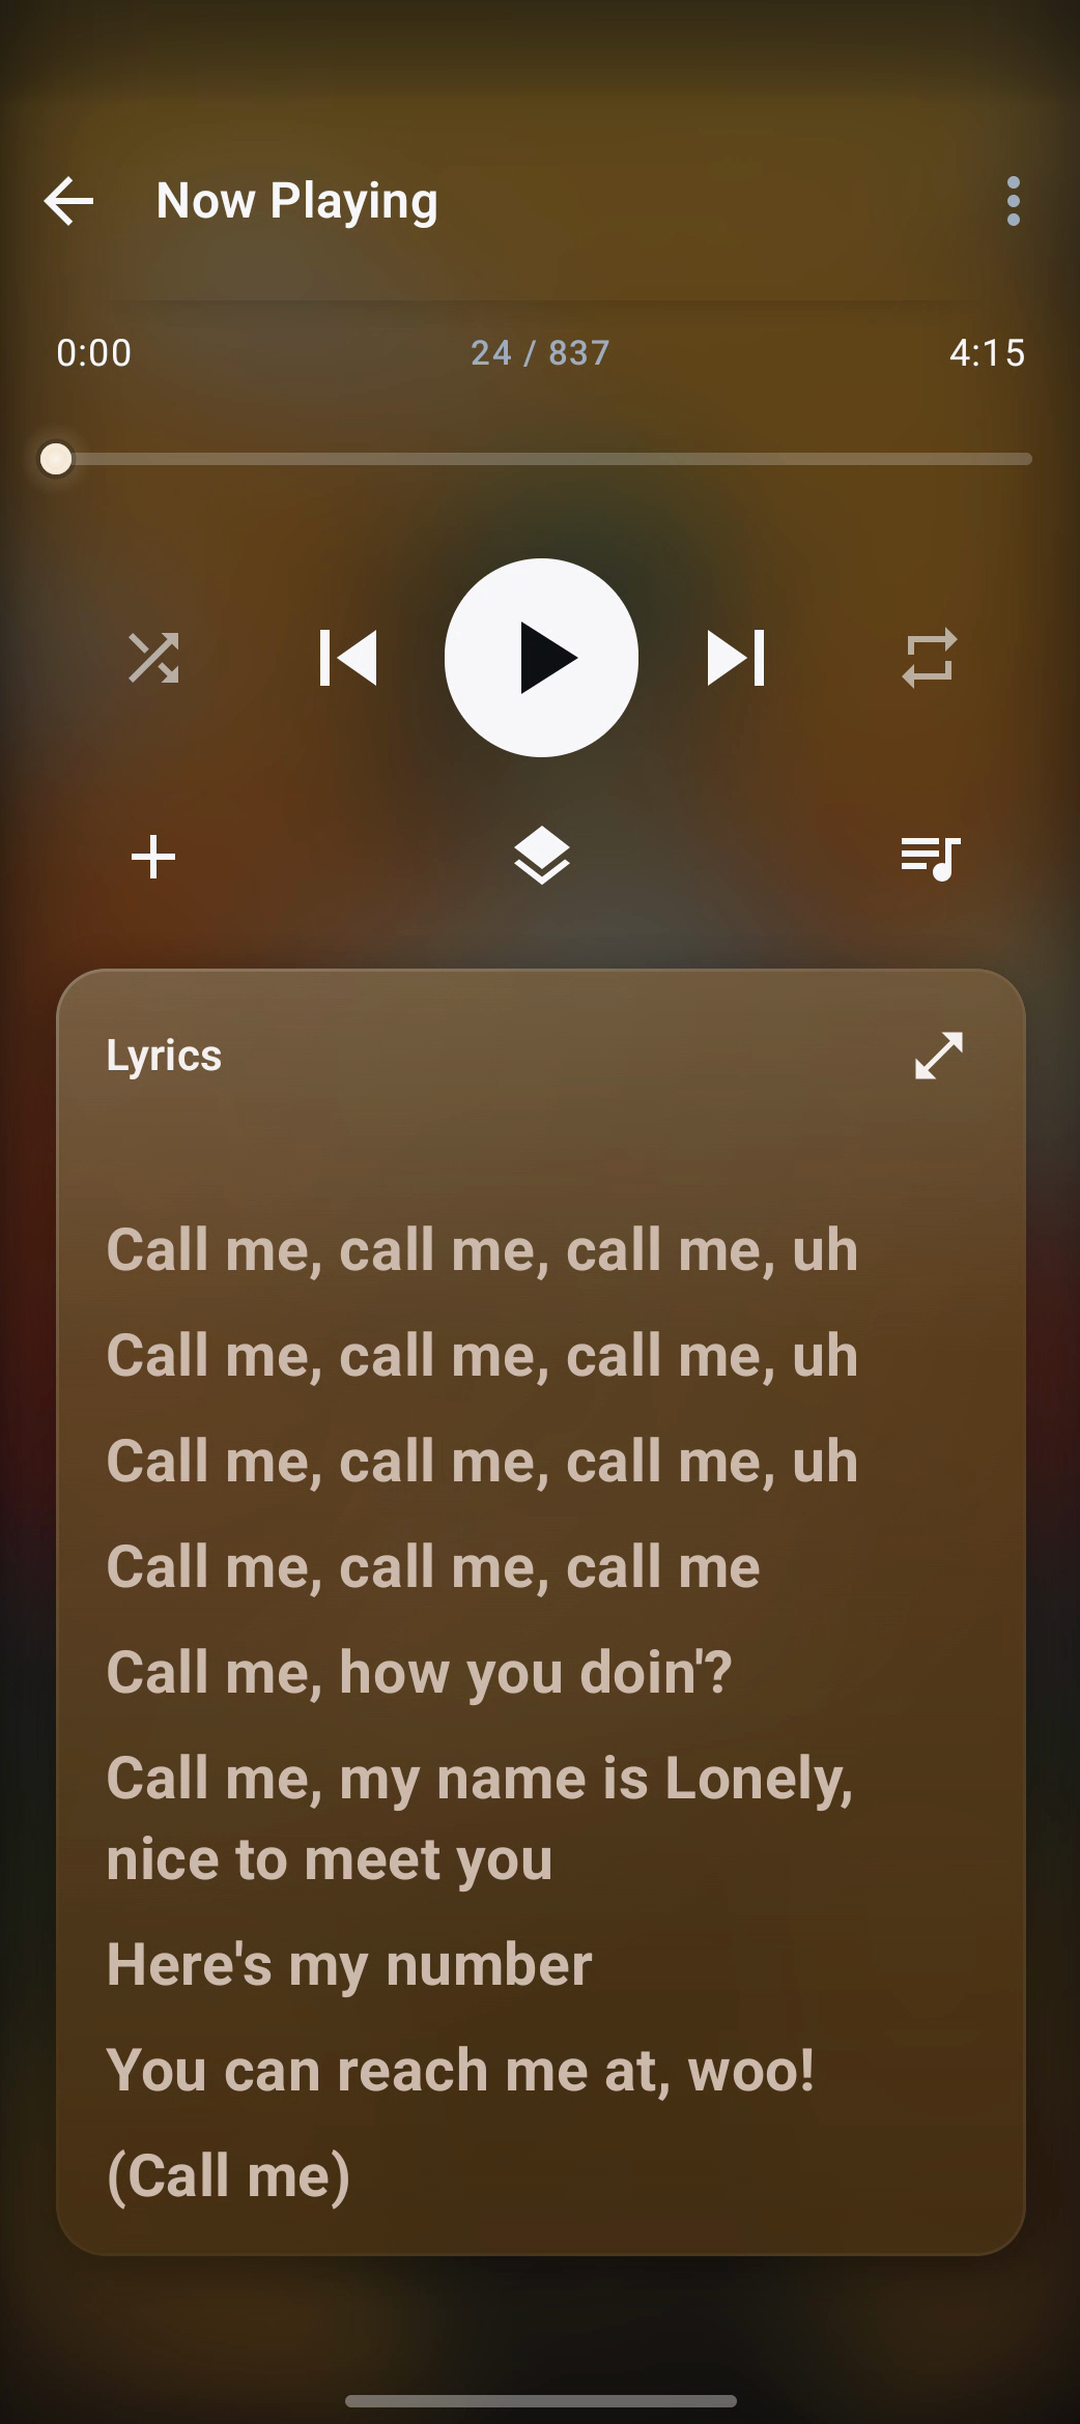 Now Playing
0:00 24 / 837 4:15
Lyrics
Call me, call me, call me, uh
Call me, call me, call me, uh
Call me, call me, call me, uh
Call me, call me, call me
Call me, how you doin'?
Call me, my name is Lonely,
nice to meet you
Here's my number
You can reach me at, woo!
(Call me)